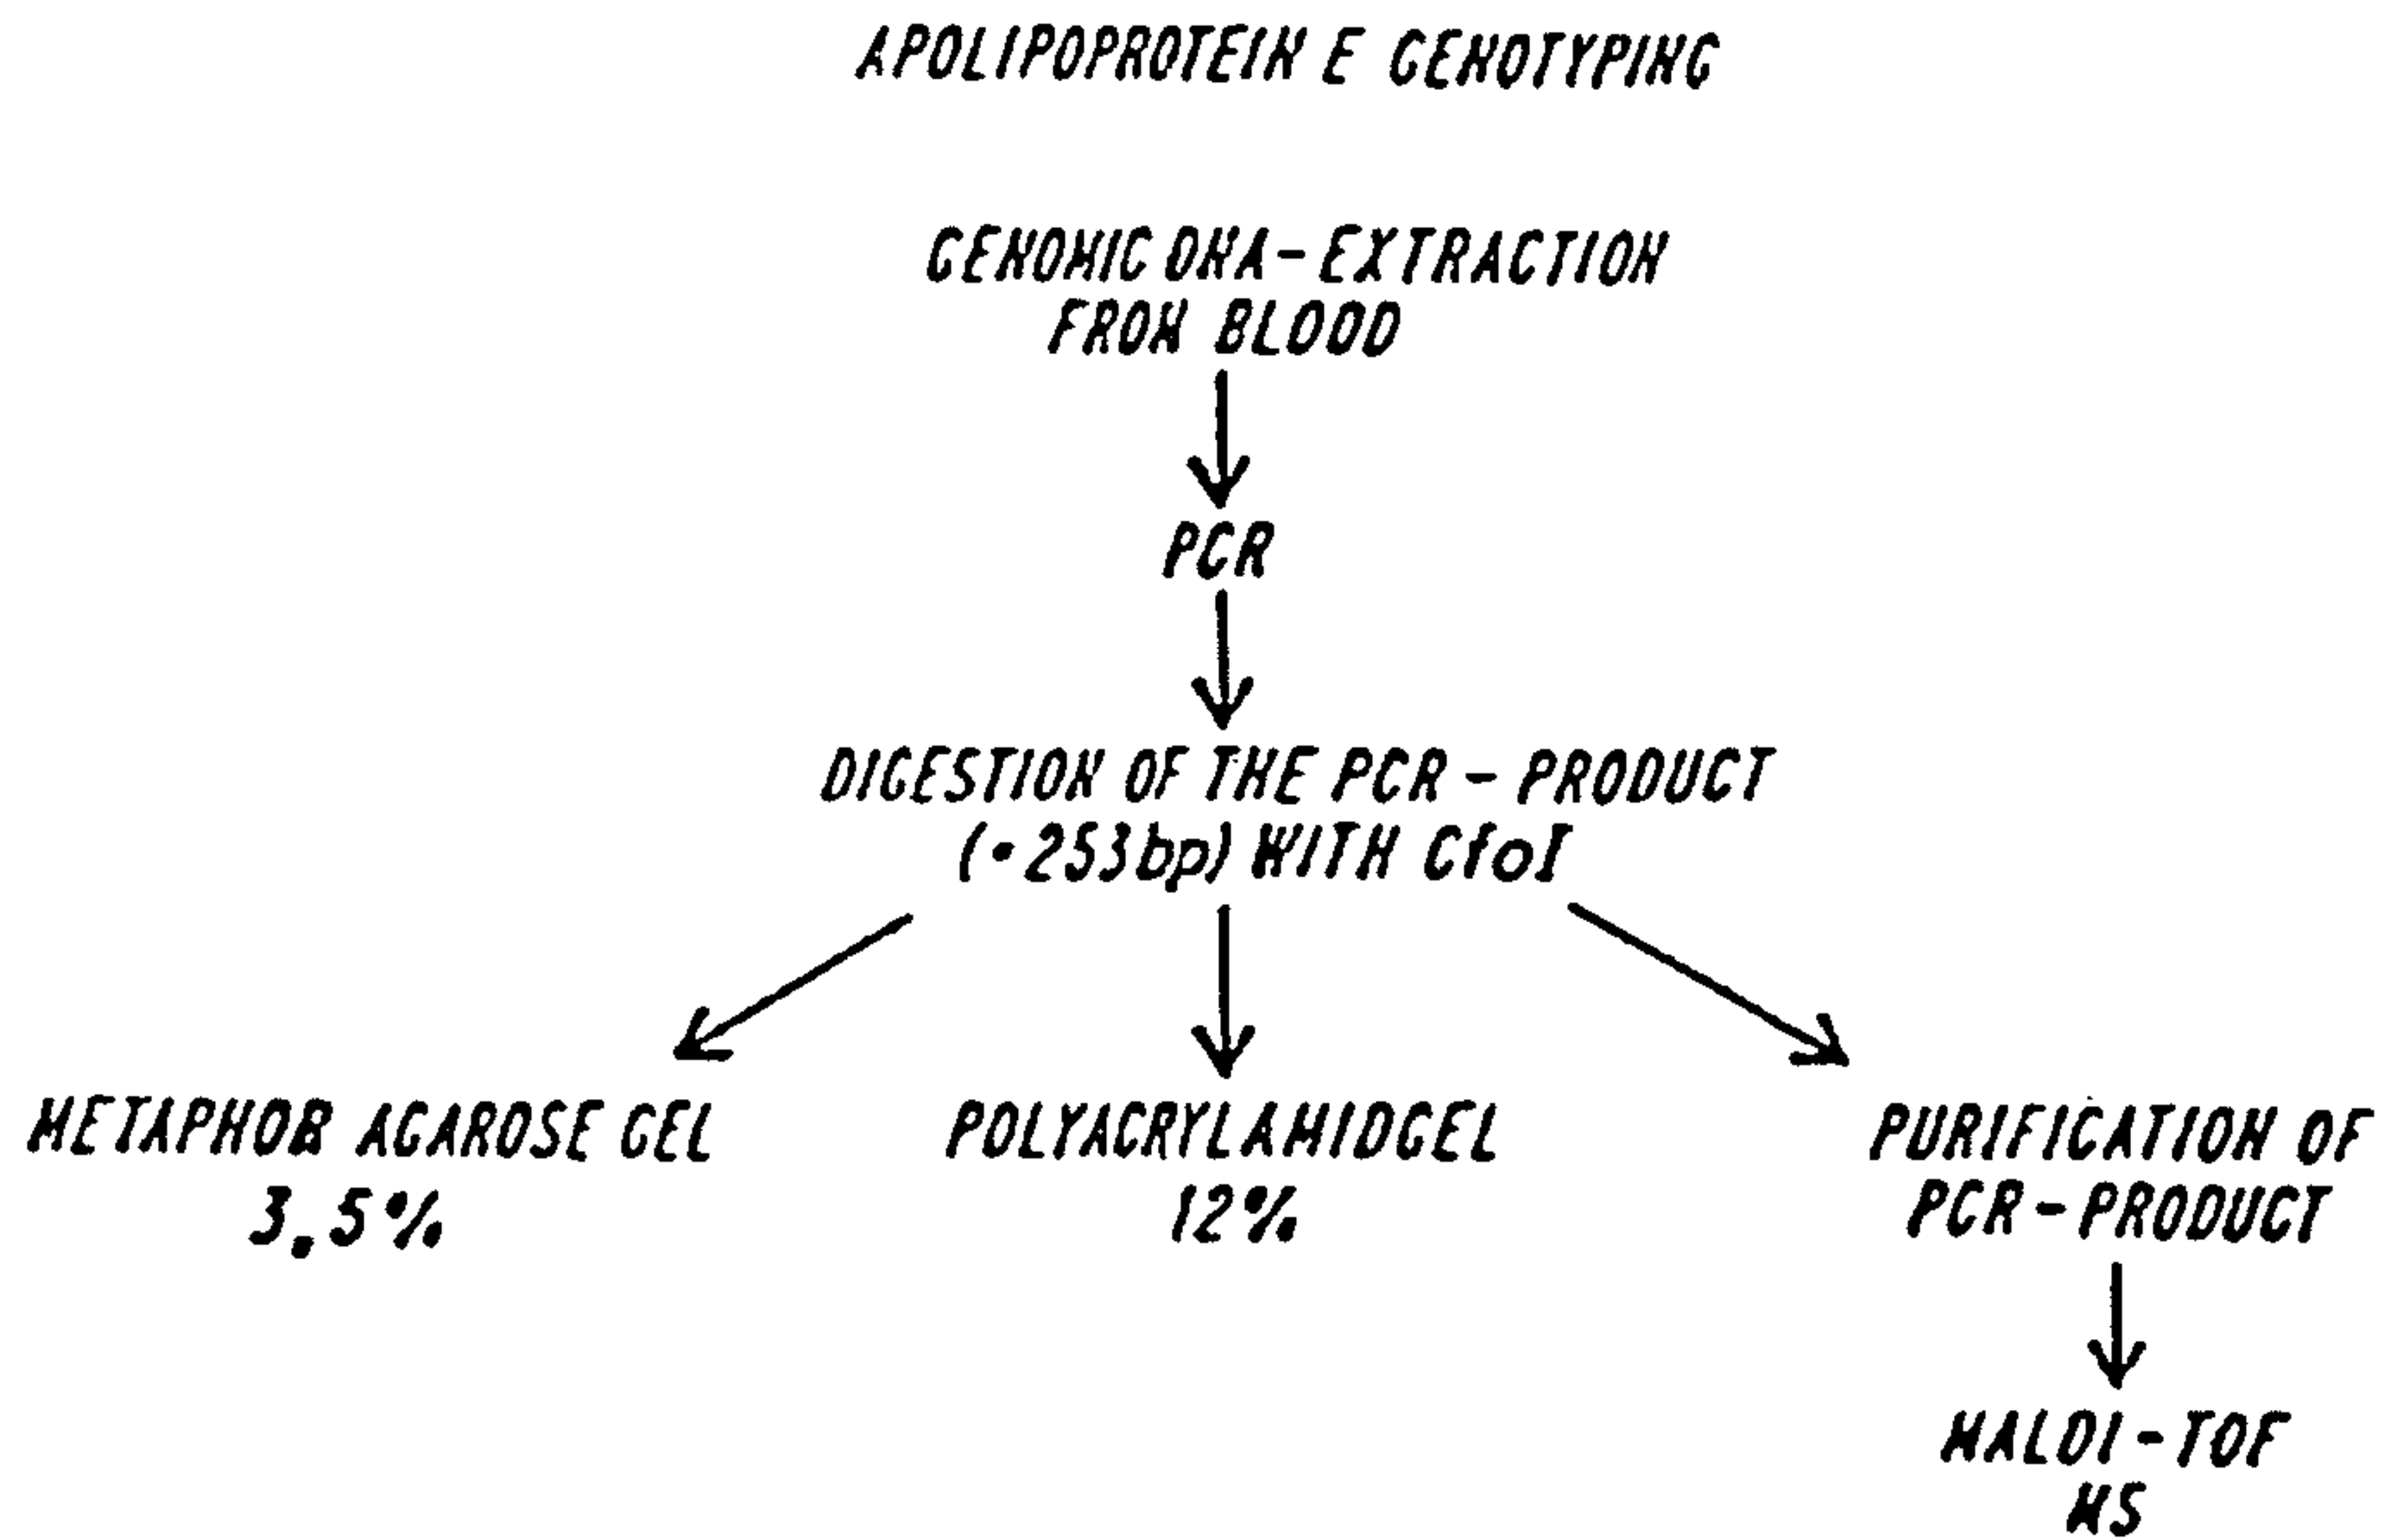 APOLIPOPROTEIN E GENOTYPING
GENOMIC DNA-EXTRACTION
FROM BLOOD
PCR
DIGESTION OF THE PCR - PRODUCT
(·253bp) WITH CfoI
METAPHOR AGAROSE GEL
3,5%
POLYACRYLAMIDGEL
12%
PURIFICATION OF
PCR-PRODUCT
MALDI-TOF
MS